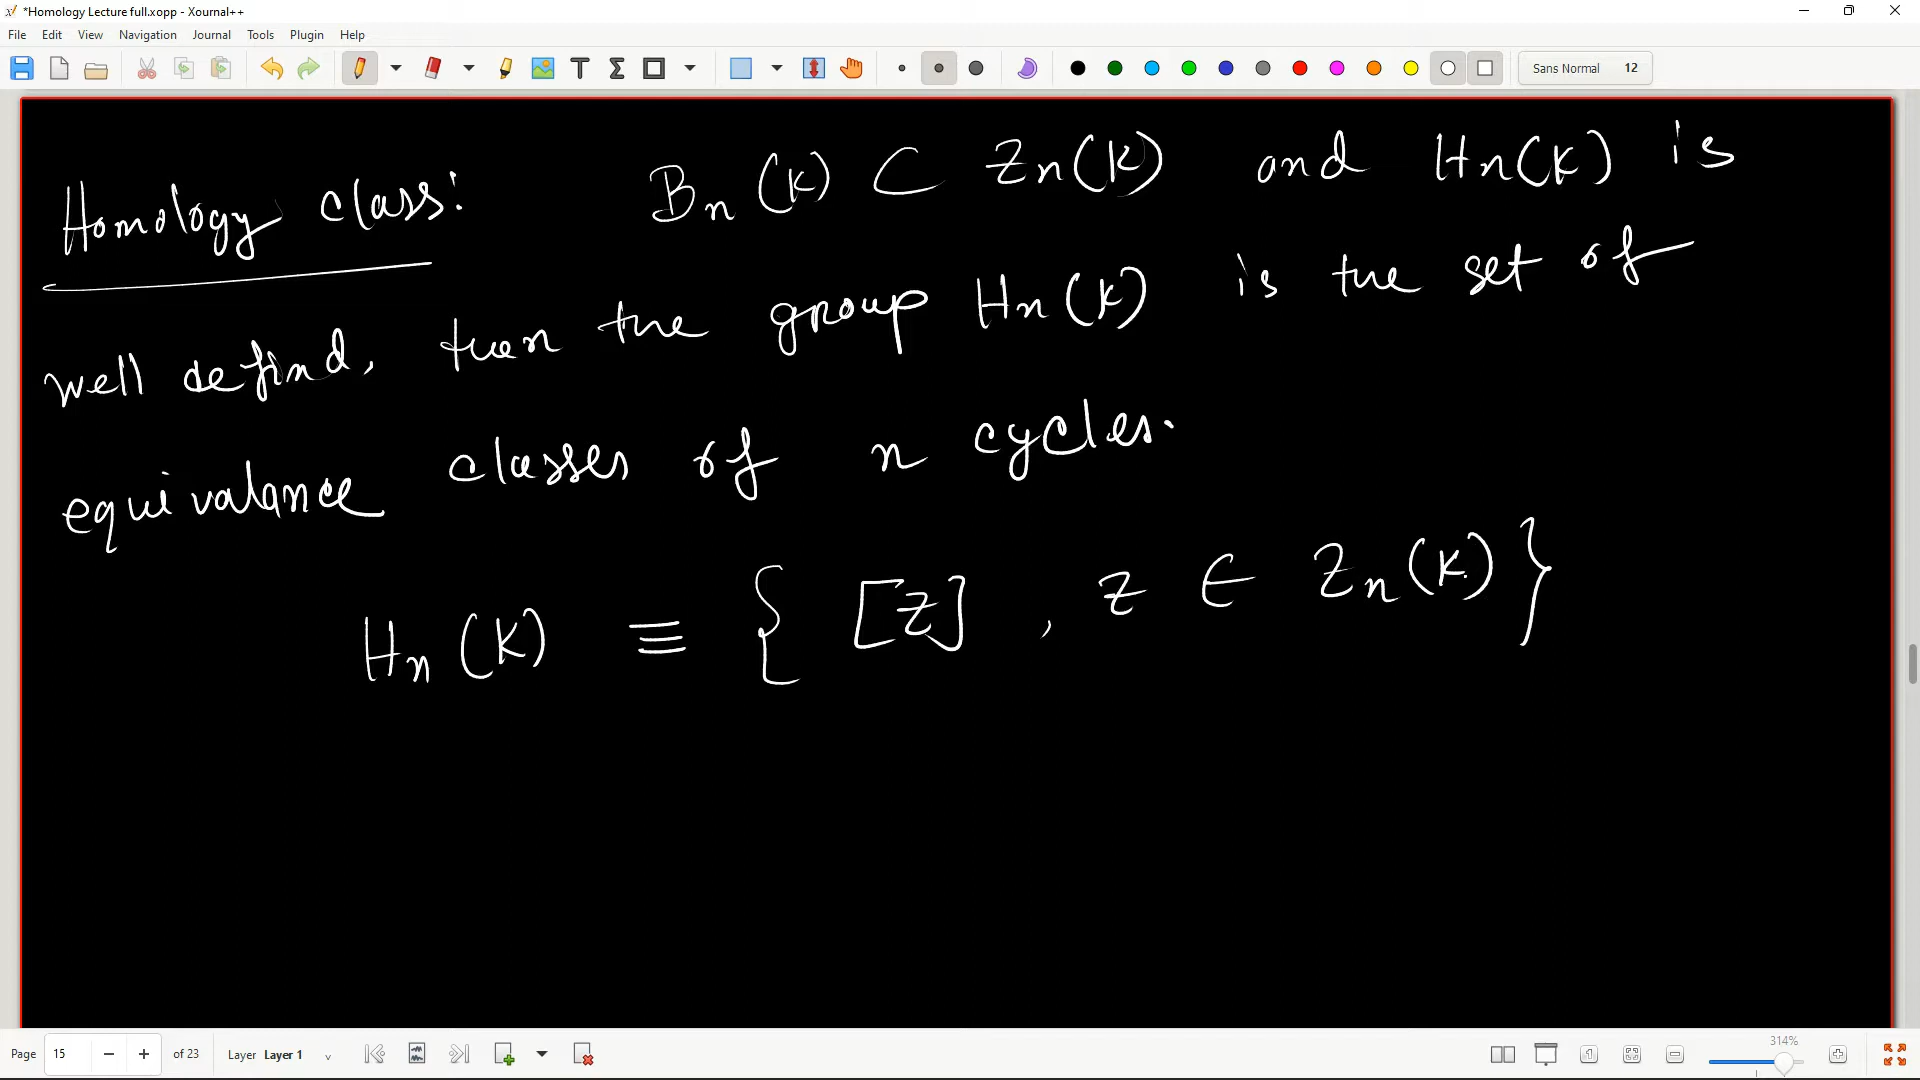 *Homology Lecture full.xopp - Xournal++
File Edit View Navigation Journal Tools Plugin Help
Sans Normal 12
Homology class: Bn (K) ⊂ Zn(K) and Hn(K) is
well defind, then the group Hn (K) is the set of
equivalance classes of n cycles.
Hn (K) ≡ { [z] , z ∈ Zn (K) }
314%
Page 15 of 23 Layer Layer 1